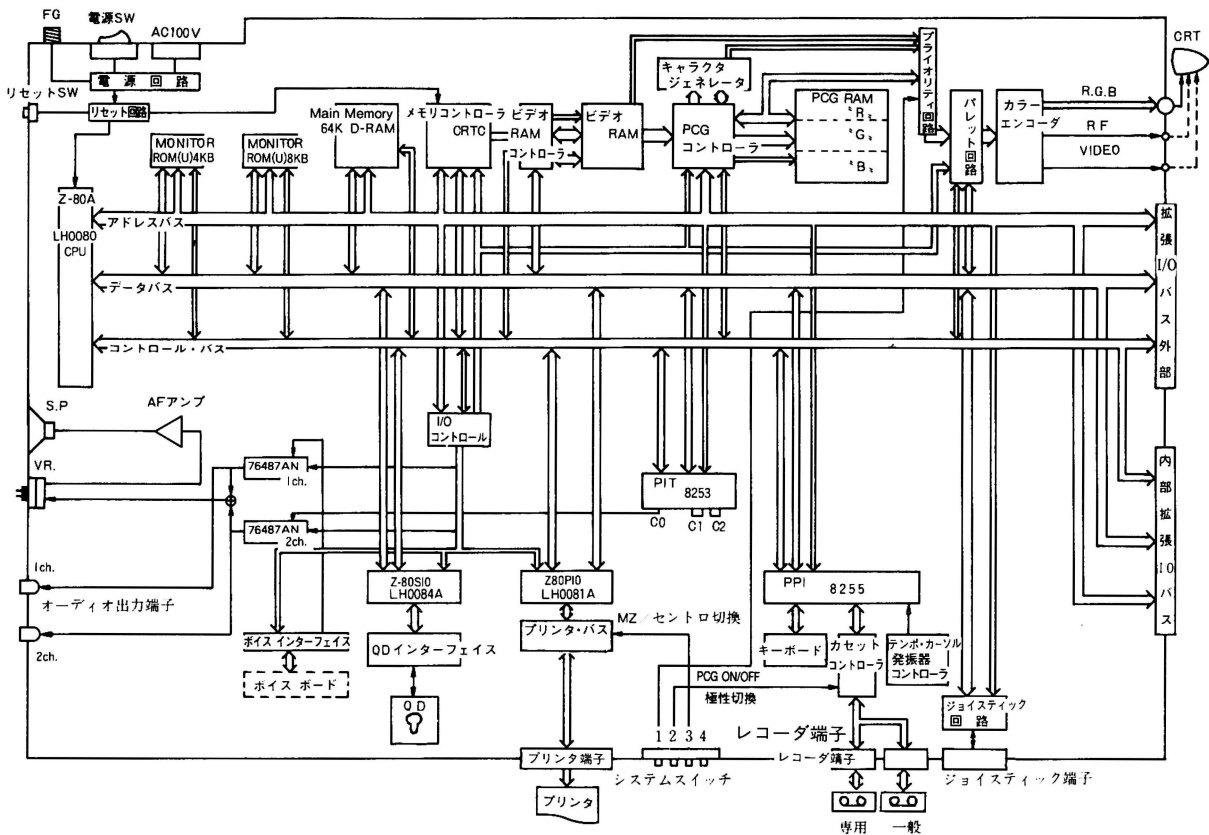 FG
電源SW
AC100V
電源回路
リセットSW
リセット回路
MONITOR
ROM(U)4KB
MONITOR
ROM(U)8KB
Main Memory
64K D-RAM
メモリコントローラ
CRTC
ビデオ
RAM
コントローラ
ビデオ
RAM
キャラクタ
ジェネレータ
PCG
コントローラ
PCG RAM
〝R〟
〝G〟
〝B〟
プライオリティ回路
パレット回路
カラー
エンコーダ
R.G.B
RF
VIDEO
CRT
Z-80A
LH0080
CPU
アドレスバス
データバス
コントロール・バス
拡張I/Oバス外部
内部拡張IOバス
S.P
AFアンプ
VR.
76487AN
1ch.
76487AN
2ch.
I/O
コントロール
PIT
8253
C0
C1
C2
1ch.
オーディオ出力端子
2ch.
ボイスインターフェイス
ボイスボード
Z-80SIO
LH0084A
QDインターフェイス
QD
Z80PIO
LH0081A
プリンタ・バス
MZ/セントロ切換
PPI
8255
キーボード
カセット
コントローラ
テンポ・カーソル
発振器
コントローラ
PCG ON/OFF
極性切換
1 2 3 4
レコーダ端子
ジョイスティック
回路
プリンタ端子
システムスイッチ
レコーダ端子
ジョイスティック端子
プリンタ
専用
一般